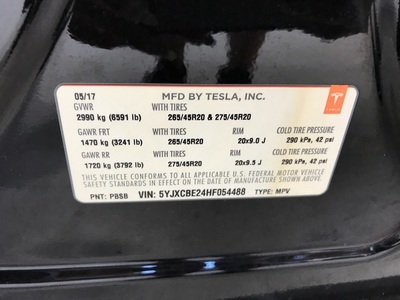 05/17 MFD BY TESLA, INC.
GVWR WITH TIRES
2990 kg (6591 lb) 265/45R20 & 275/45R20
GAWR FRT WITH TIRES RIM COLD TIRE PRESSURE
1470 kg (3241 lb) 265/45R20 20x9.0 J 290 kPa, 42 psi
GAWR RR WITH TIRES RIM COLD TIRE PRESSURE
1720 kg (3792 lb) 275/45R20 20x9.5 J 290 kPa, 42 psi
THIS VEHICLE CONFORMS TO ALL APPLICABLE U.S. FEDERAL MOTOR VEHICLE
SAFETY AND THEFT PREVENTION STANDARDS IN EFFECT ON THE DATE OF MANUFACTURE SHOWN ABOVE.
PNT: PBSB VIN: 5YJXCBE24HF054488 TYPE: MPV